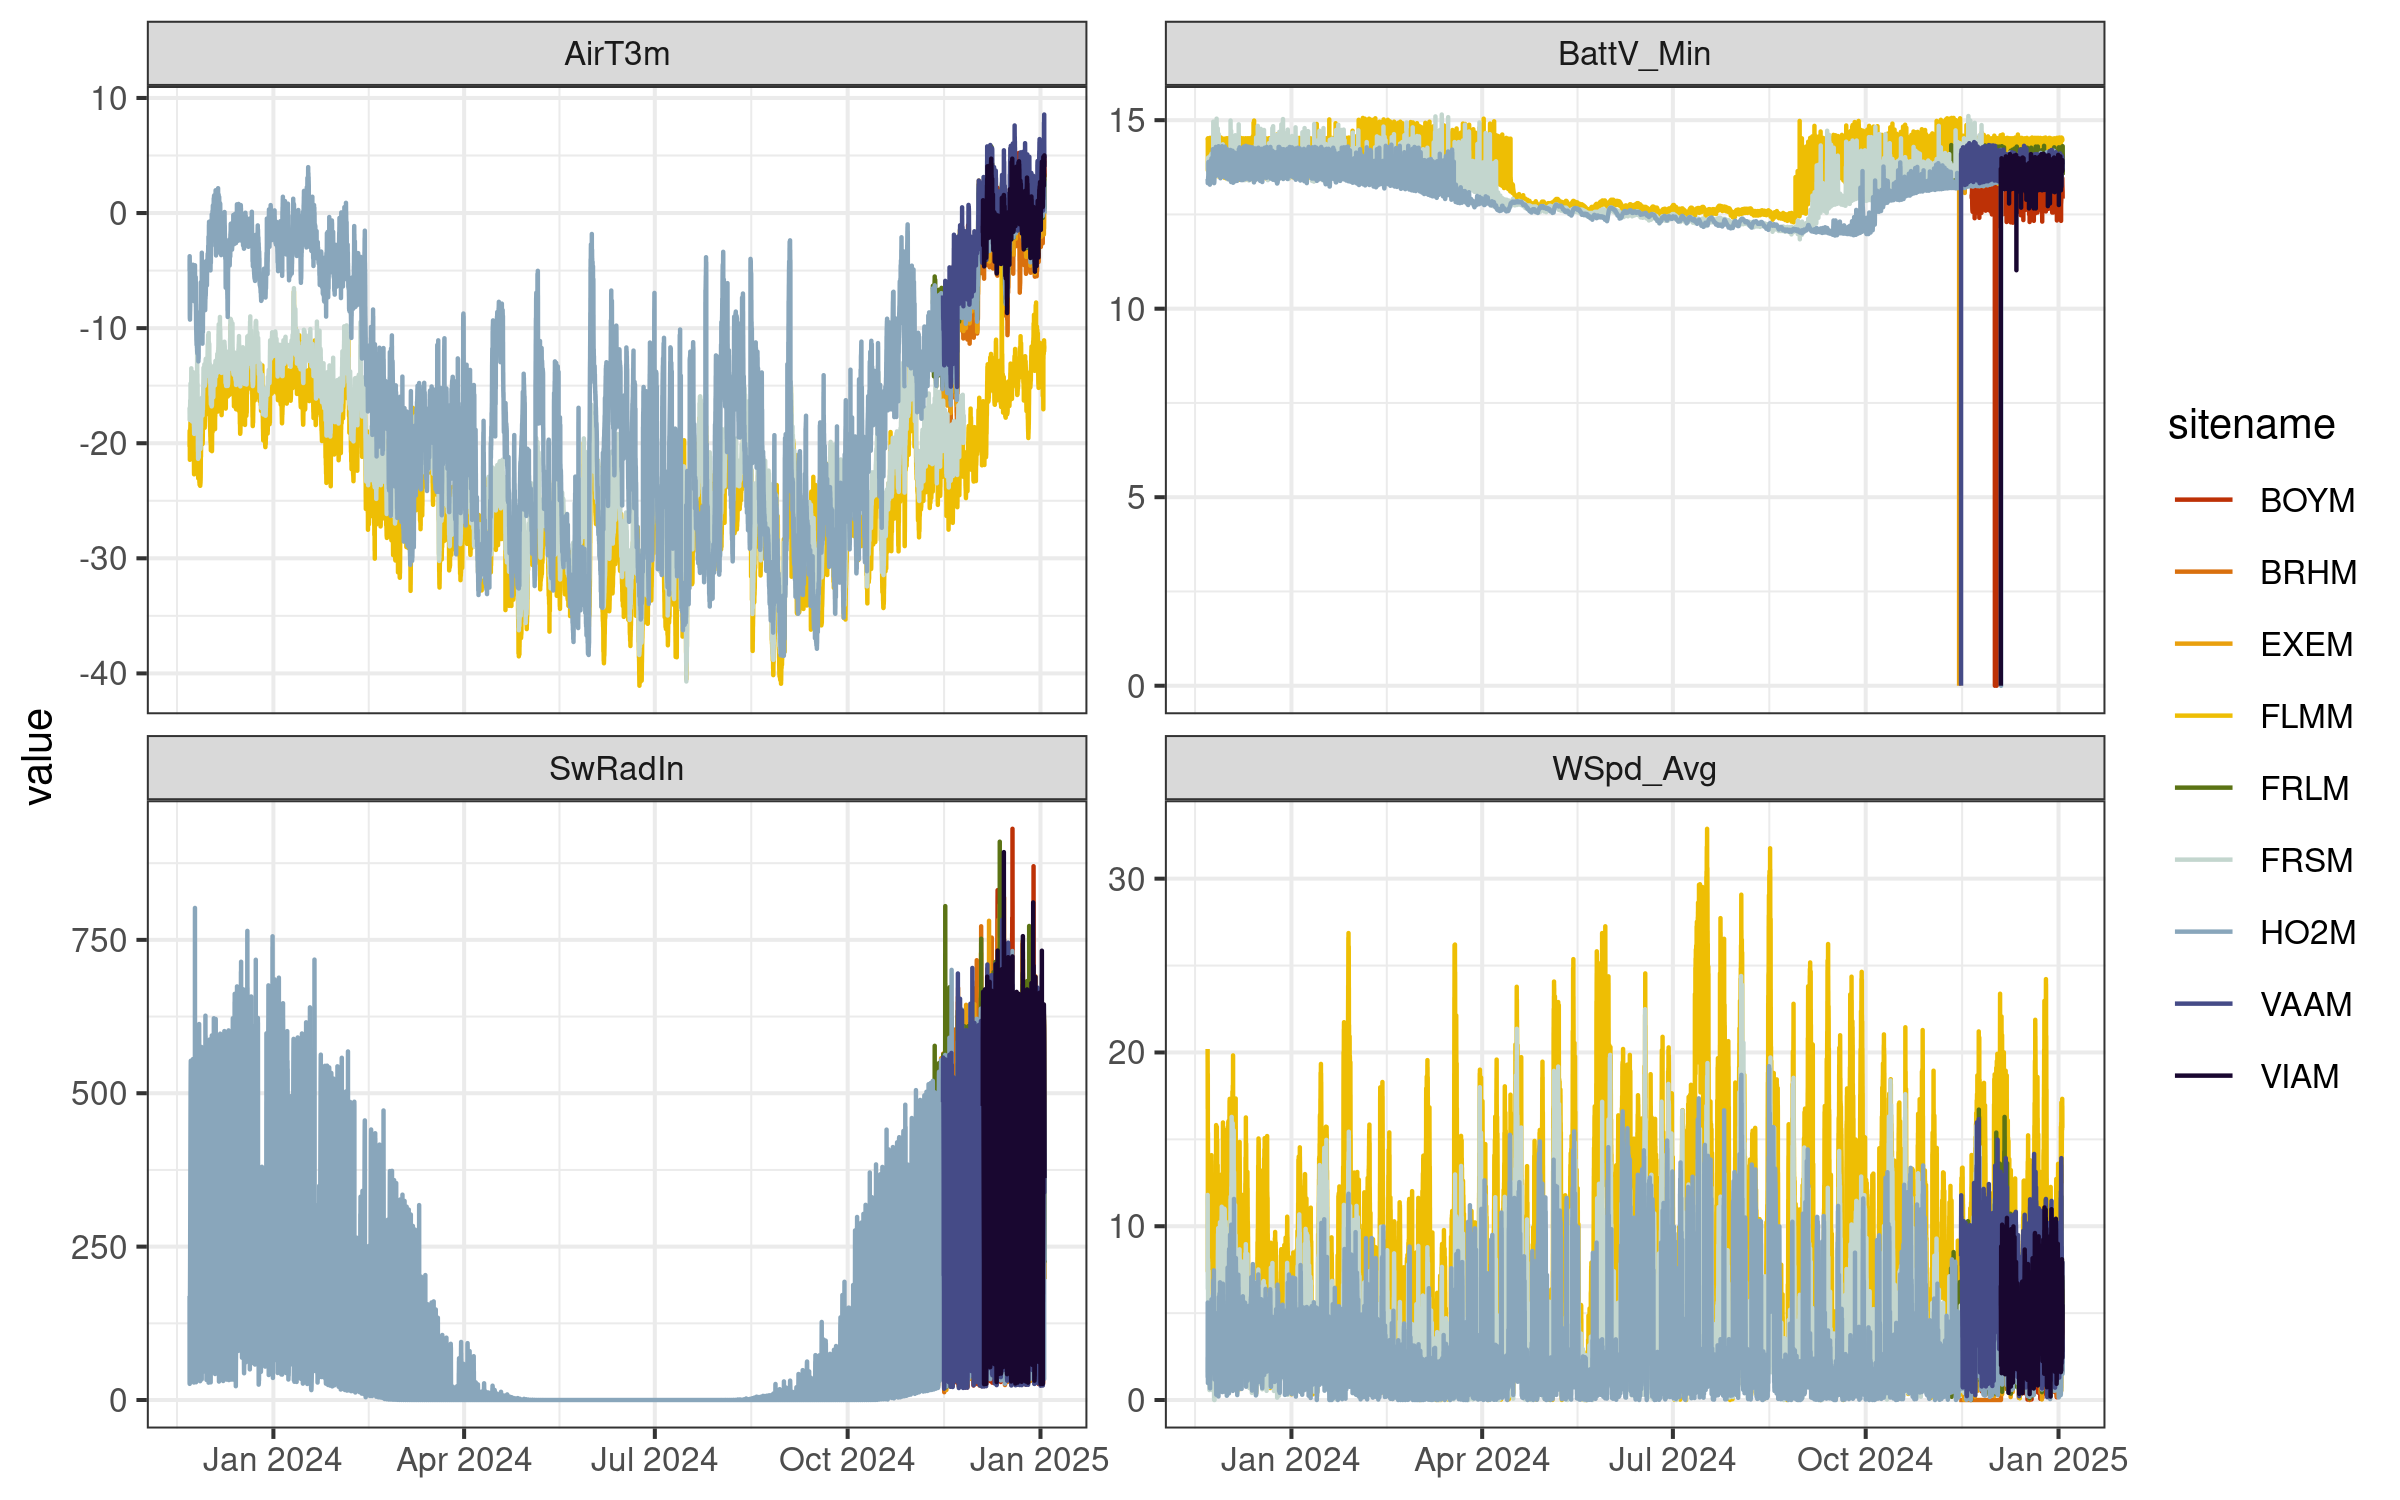 AirT3m
BattV_Min
10
0
-10
-20
-30
-40
15
10
5
0
value
SwRadIn
WSpd_Avg
750
500
250
0
30
20
10
0
Jan 2024
Apr 2024
Jul 2024
Oct 2024
Jan 2025
Jan 2024
Apr 2024
Jul 2024
Oct 2024
Jan 2025
sitename
BOYM
BRHM
EXEM
FLMM
FRLM
FRSM
HO2M
VAAM
VIAM